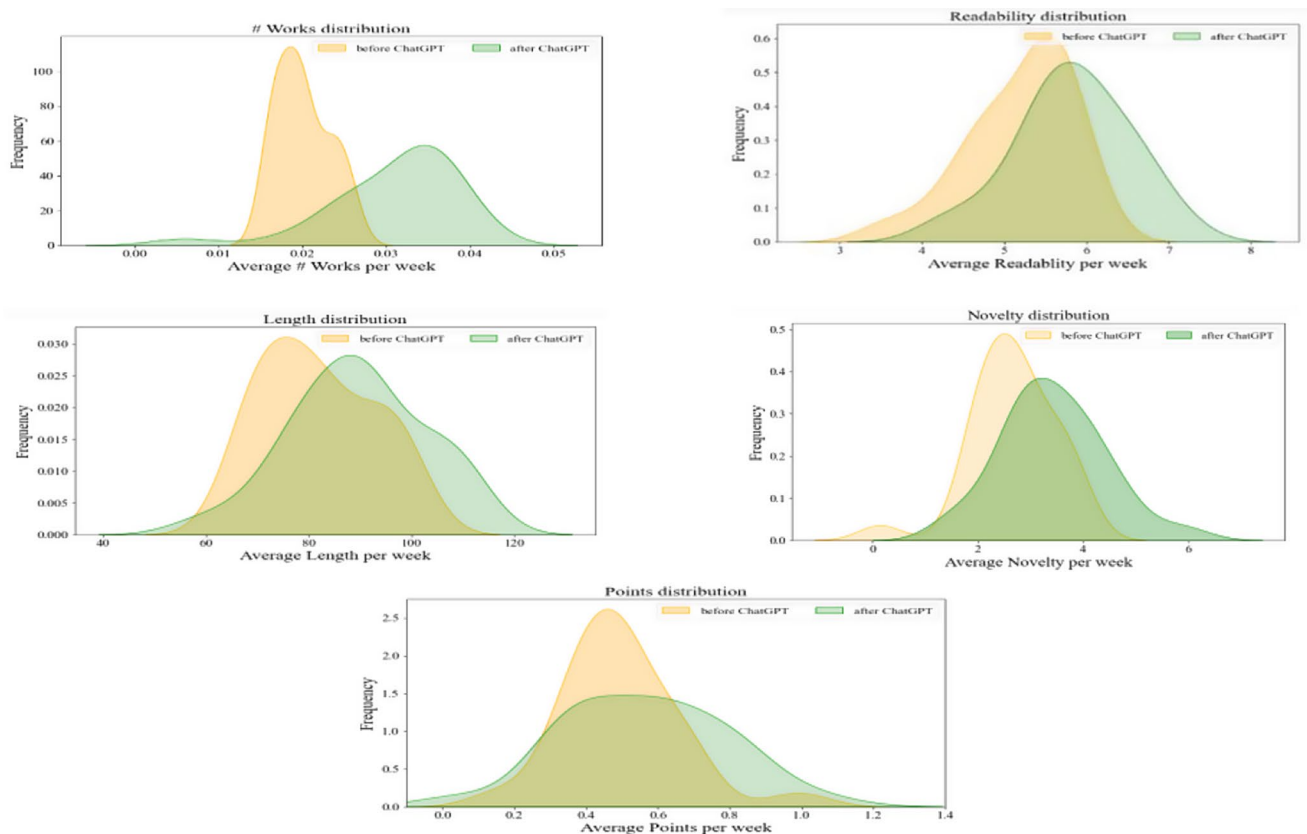 # Works distribution
before ChatGPT after ChatGPT
Frequency
100
80
60
40
20
0
0.00 0.01 0.02 0.03 0.04 0.05
Average # Works per week
Readability distribution
before ChatGPT after ChatGPT
Frequency
0.6
0.5
0.4
0.3
0.2
0.1
0.0
3 4 5 6 7 8
Average Readablity per week
Length distribution
before ChatGPT after ChatGPT
Frequency
0.030
0.025
0.020
0.015
0.010
0.005
0.000
40 60 80 100 120
Average Length per week
Novelty distribution
before ChatGPT after ChatGPT
Frequency
0.5
0.4
0.3
0.2
0.1
0.0
0 2 4 6
Average Novelty per week
Points distribution
before ChatGPT after ChatGPT
Frequency
2.5
2.0
1.5
1.0
0.5
0.0
0.0 0.2 0.4 0.6 0.8 1.0 1.2 1.4
Average Points per week